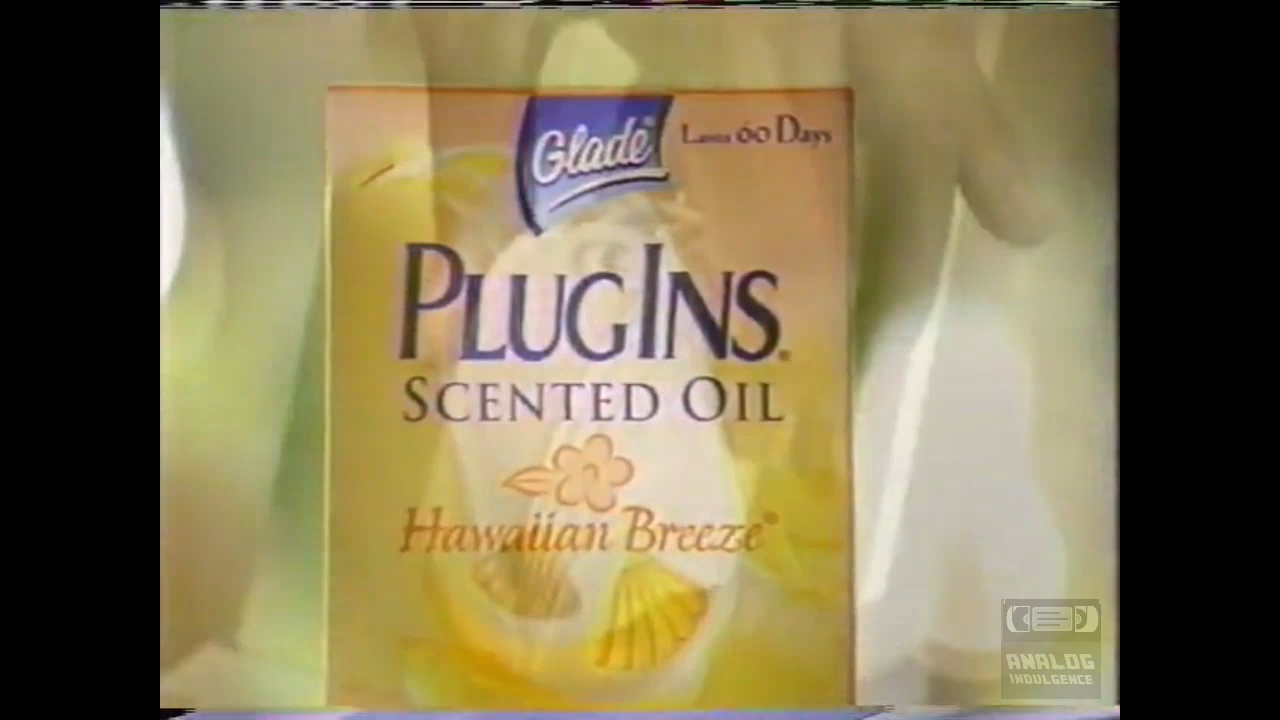 Glade
Lasts 60 Days
PLUGINS®
SCENTED OIL
Hawaiian Breeze®
ANALOG
INDULGENCE